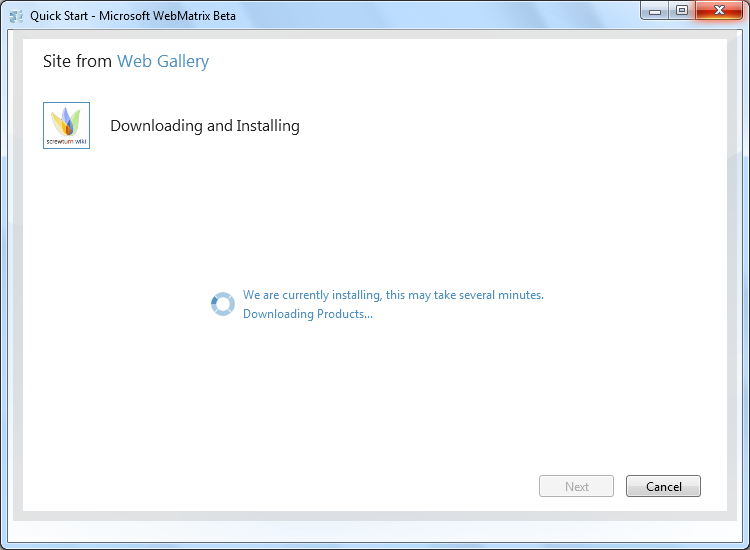 Quick Start - Microsoft WebMatrix Beta
Site from Web Gallery
screwturn wiki
Downloading and Installing
We are currently installing, this may take several minutes.
Downloading Products...
Next
Cancel